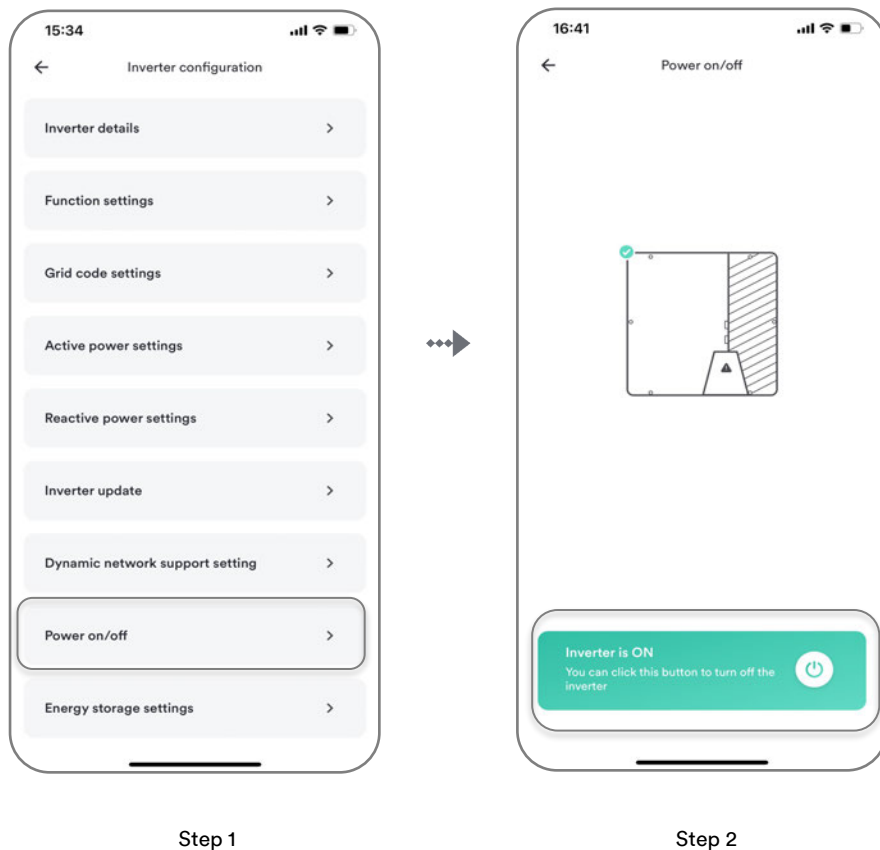 15:34
Inverter configuration
Inverter details
Function settings
Grid code settings
Active power settings
Reactive power settings
Inverter update
Dynamic network support setting
Power on/off
Energy storage settings
Step 1
16:41
Power on/off
Inverter is ON
You can click this button to turn off the
inverter
Step 2